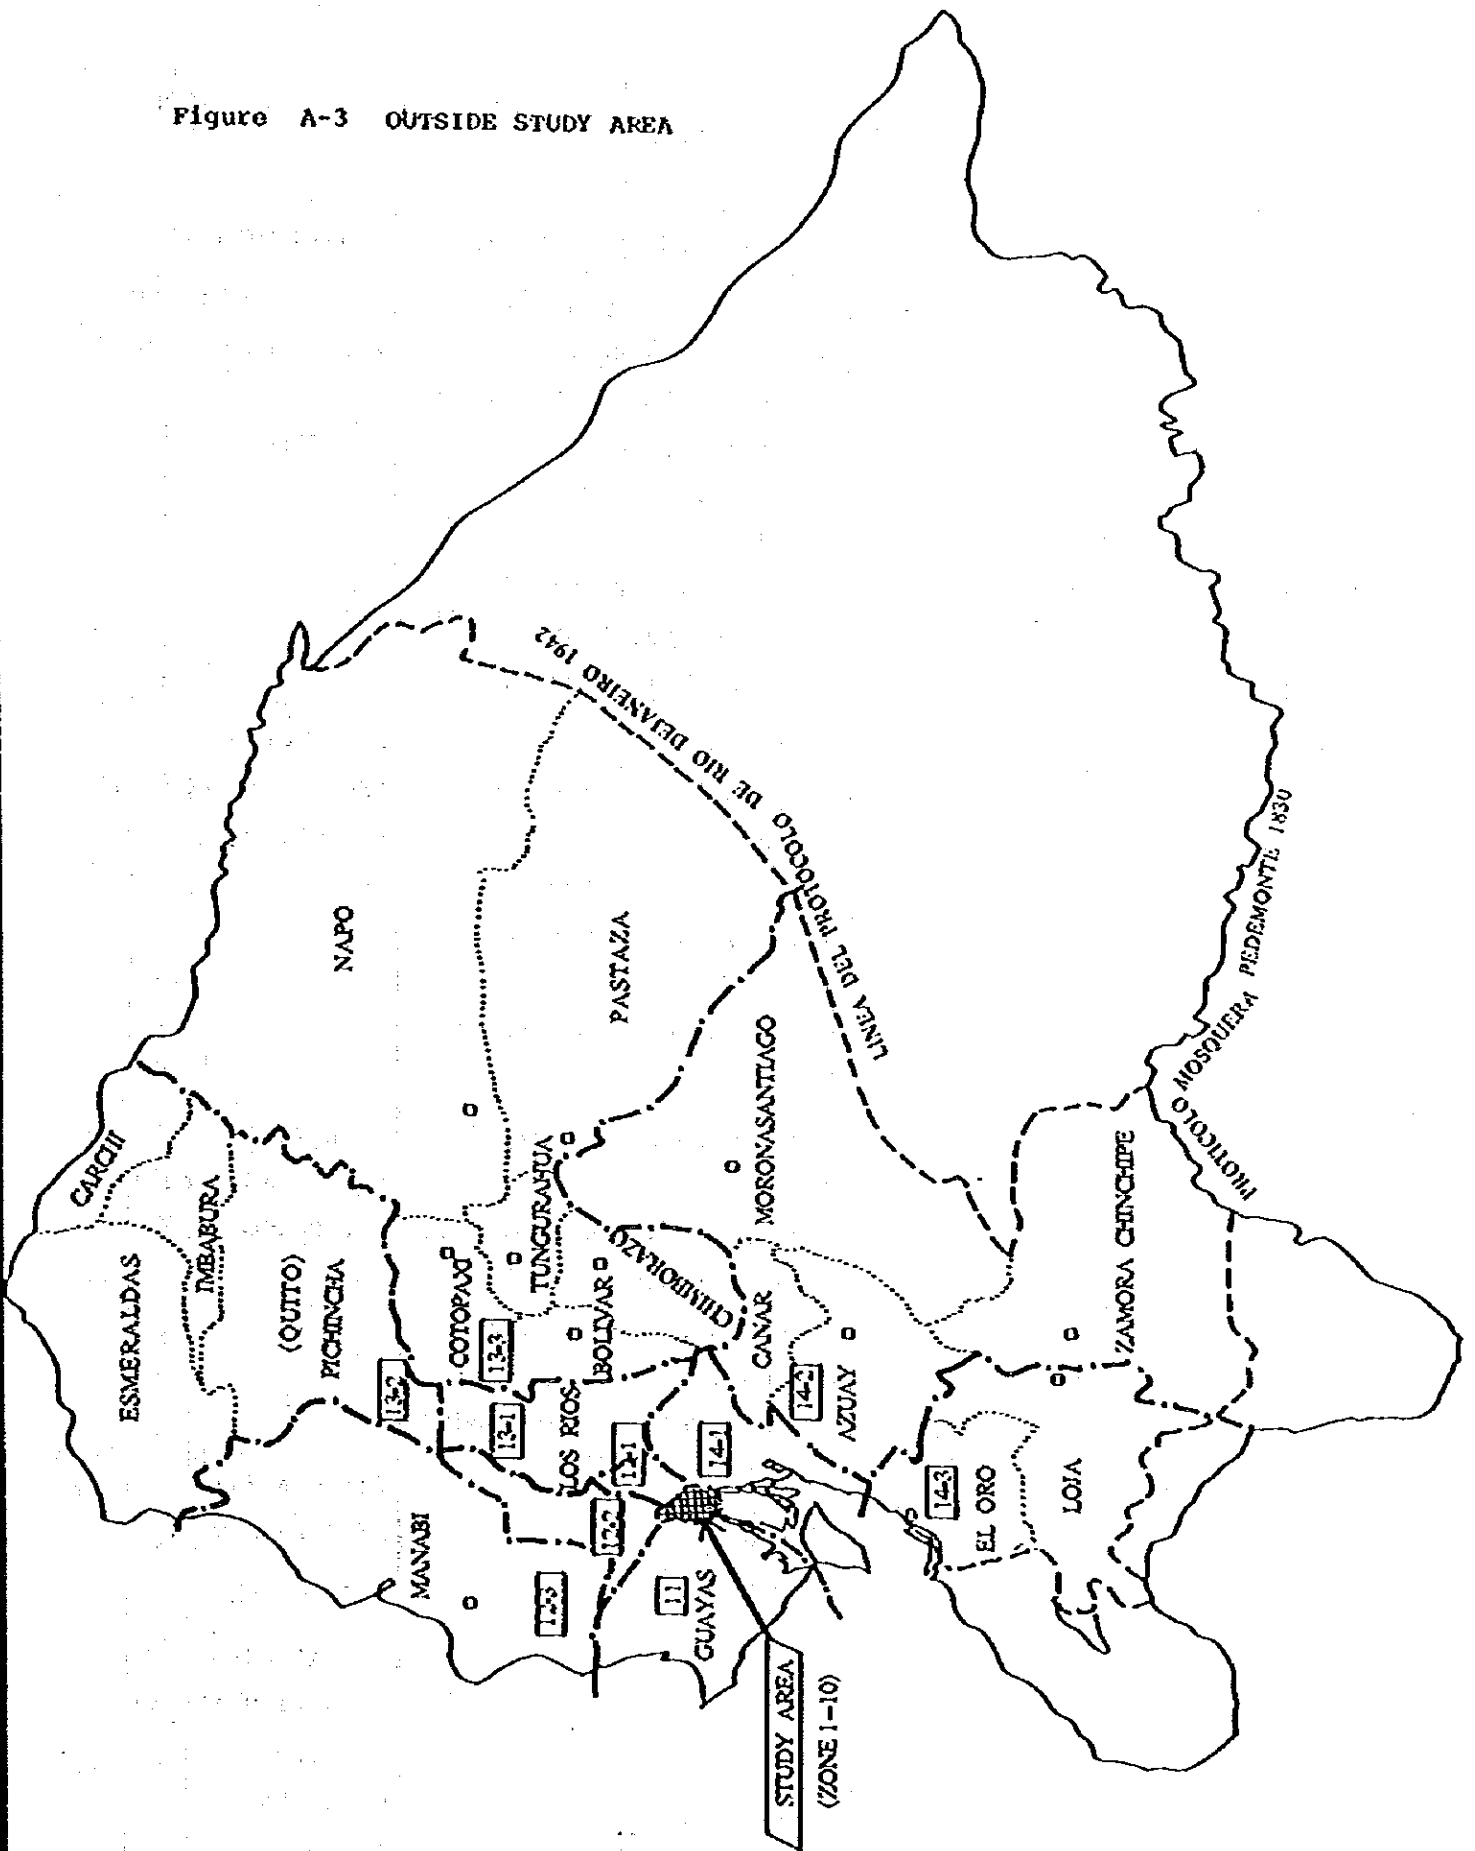 Figure A-3 OUTSIDE STUDY AREA
CARCHI
ESMERALDAS
IMBABURA
(QUITO)
PICHINCHA
NAPO
MANABI
13-2
COTOPAXI
13-3
13-1
TUNGURAHUA
PASTAZA
LOS RIOS
BOLIVAR
CHIMBORAZO
12-1
12-2
12-3
11
GUAYAS
14-1
CANAR
14-2
AZUAY
MORONASANTIAGO
14-3
EL ORO
LOJA
ZAMORA CHINCHIPE
STUDY AREA
(ZONE 1-10)
LINEA DEL PROTOCOLO DE RIO DEJANEIRO 1942
PROTICOLO MOSQUERA PEDEMONTE 1830